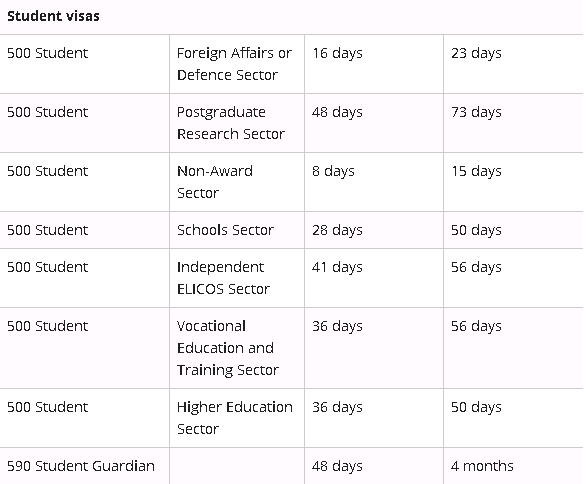 Student visas
500 Student
Foreign Affairs or
Defence Sector
16 days
23 days
500 Student
Postgraduate
Research Sector
48 days
73 days
500 Student
Non-Award
Sector
8 days
15 days
500 Student
Schools Sector
28 days
50 days
500 Student
Independent
ELICOS Sector
41 days
56 days
500 Student
Vocational
Education and
Training Sector
36 days
56 days
500 Student
Higher Education
Sector
36 days
50 days
590 Student Guardian
48 days
4 months